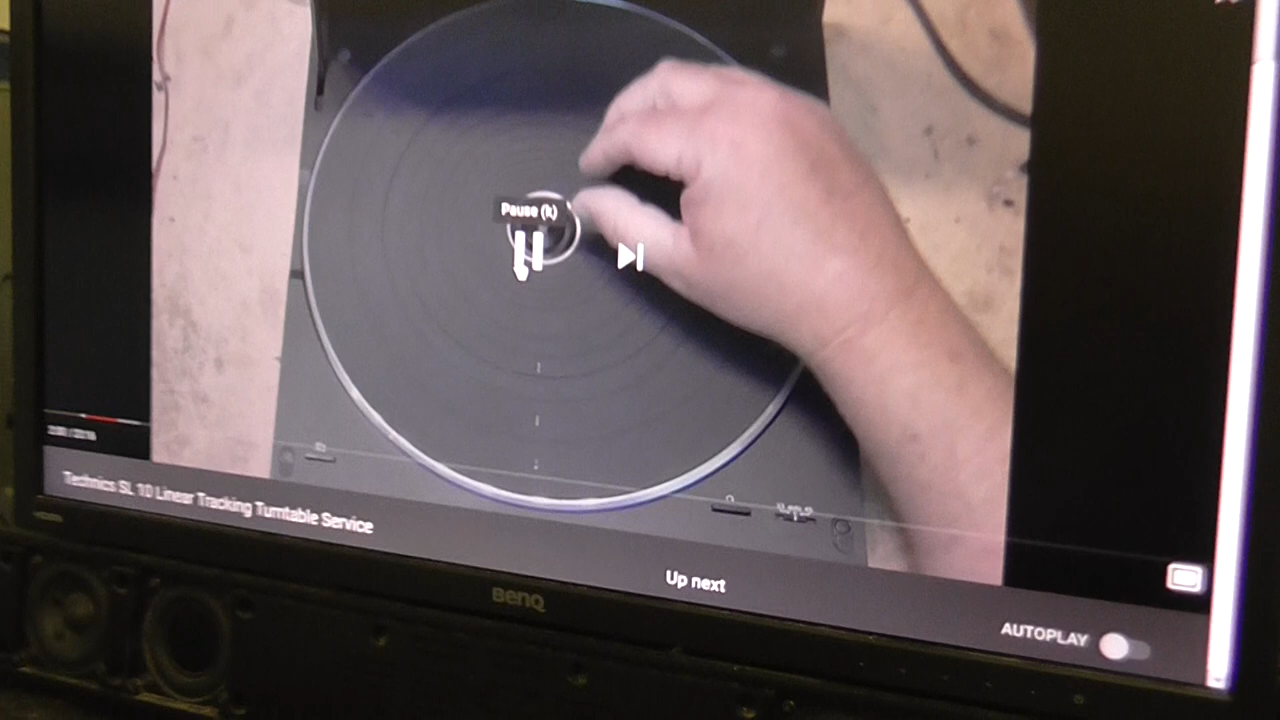 Pause (k)
Technics SL 10 Linear Tracking Turntable Service
Up next
BenQ
AUTOPLAY